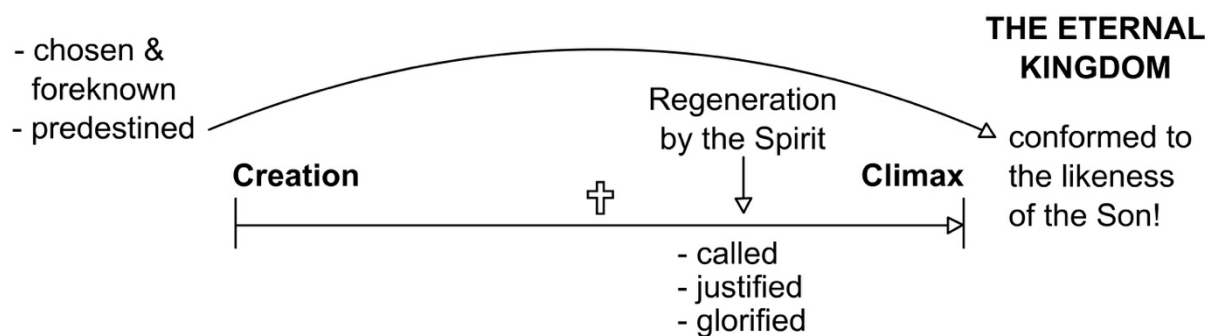 - chosen &
foreknown
- predestined
THE ETERNAL
KINGDOM
conformed to
the likeness
of the Son!
Regeneration
by the Spirit
Creation
Climax
- called
- justified
- glorified